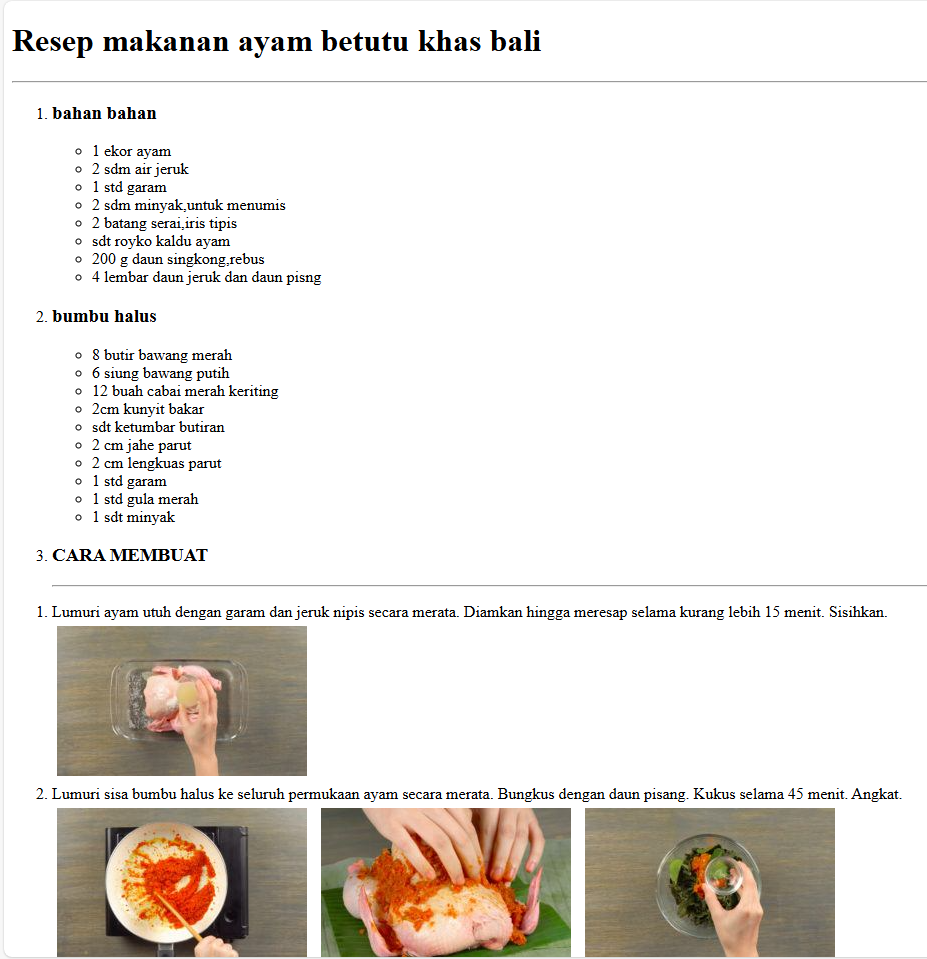 Resep makanan ayam betutu khas bali
1. bahan bahan
1 ekor ayam
2 sdm air jeruk
1 std garam
2 sdm minyak,untuk menumis
2 batang serai,iris tipis
sdt royko kaldu ayam
200 g daun singkong,rebus
4 lembar daun jeruk dan daun pisng
2. bumbu halus
8 butir bawang merah
6 siung bawang putih
12 buah cabai merah keriting
2cm kunyit bakar
sdt ketumbar butiran
2 cm jahe parut
2 cm lengkuas parut
1 std garam
1 std gula merah
1 sdt minyak
3. CARA MEMBUAT
1. Lumuri ayam utuh dengan garam dan jeruk nipis secara merata. Diamkan hingga meresap selama kurang lebih 15 menit. Sisihkan.
2. Lumuri sisa bumbu halus ke seluruh permukaan ayam secara merata. Bungkus dengan daun pisang. Kukus selama 45 menit. Angkat.